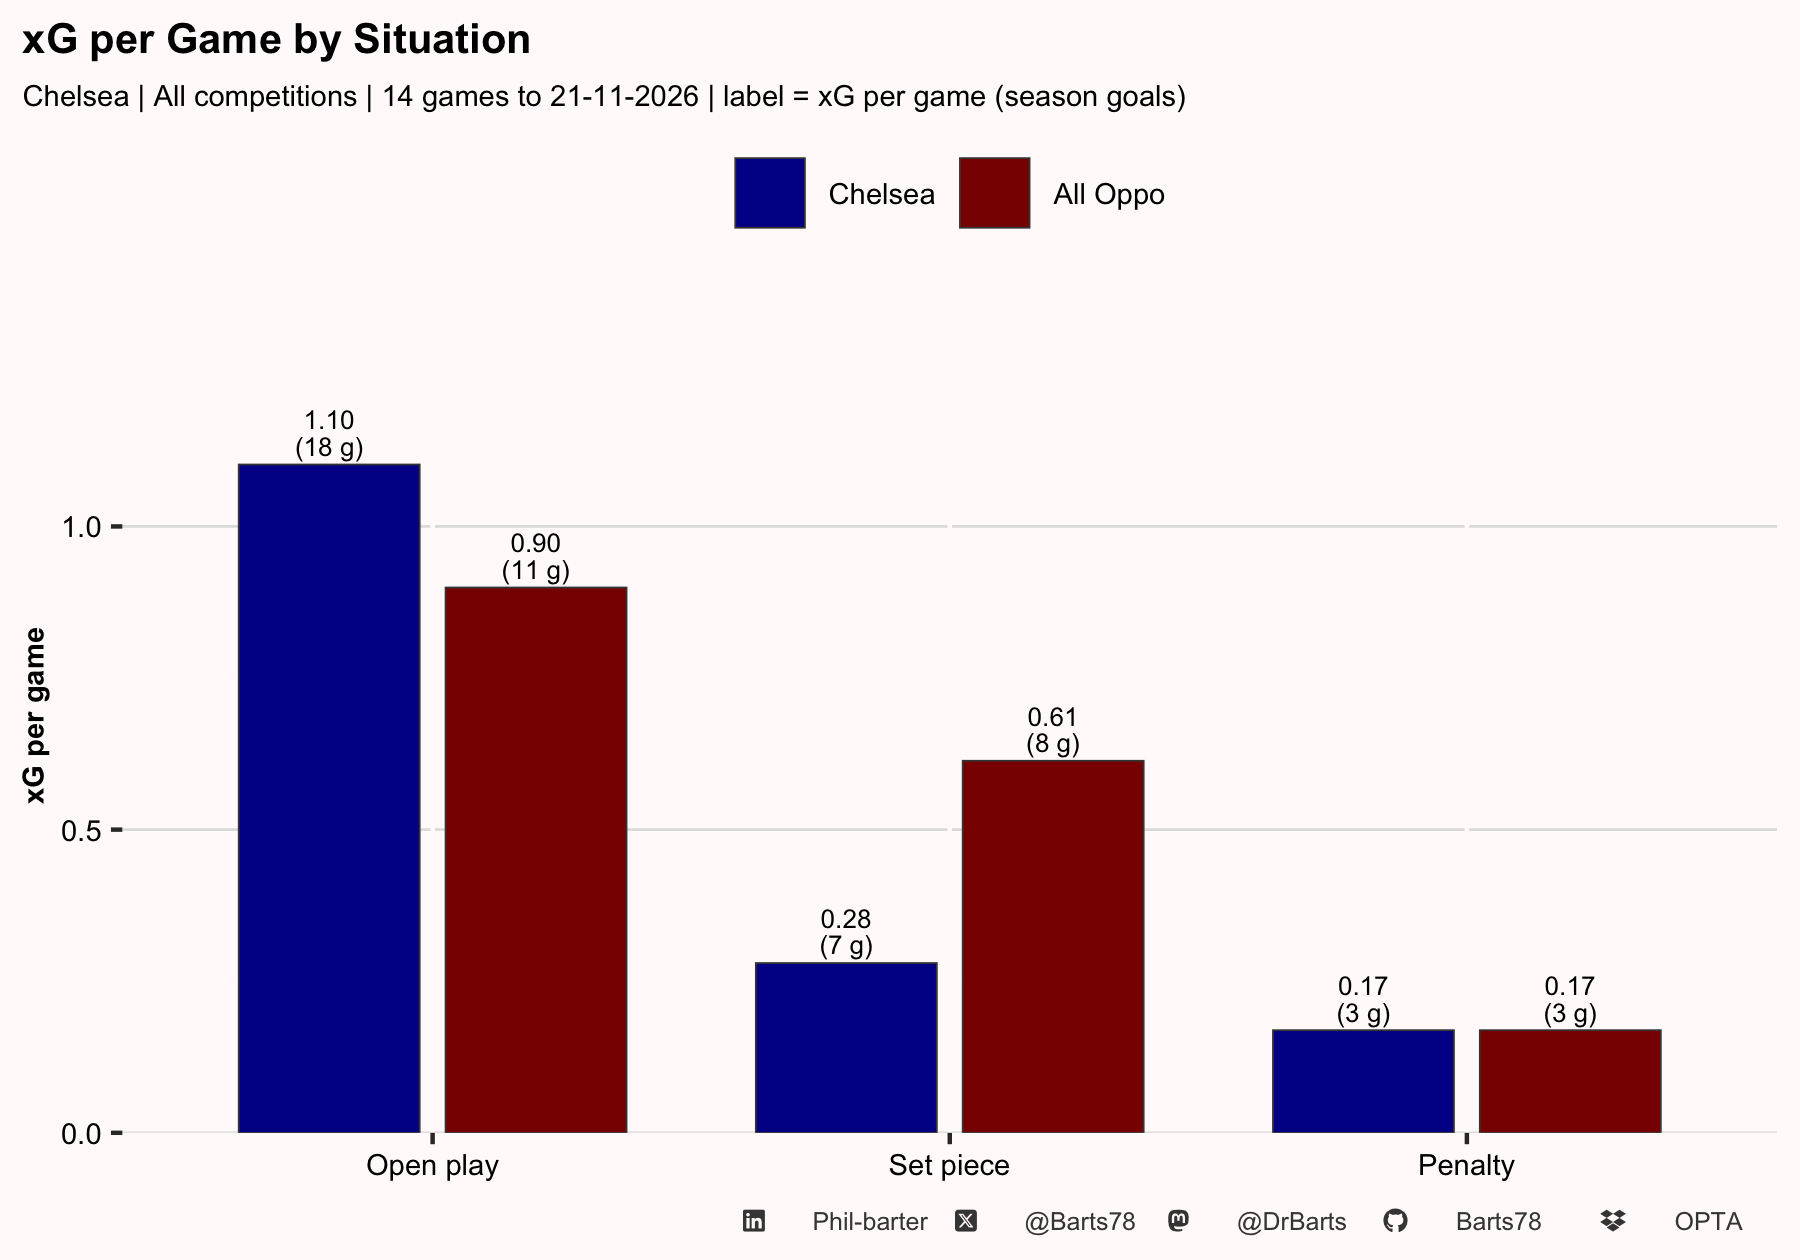 xG per Game by Situation
Chelsea | All competitions | 14 games to 21-11-2026 | label = xG per game (season goals)
Chelsea All Oppo
1.10
(18 g)
0.90
(11 g)
0.61
(8 g)
0.28
(7 g)
0.17
(3 g)
0.17
(3 g)
1.0
0.5
0.0
xG per game
Open play Set piece Penalty
Phil-barter @Barts78 @DrBarts Barts78 OPTA